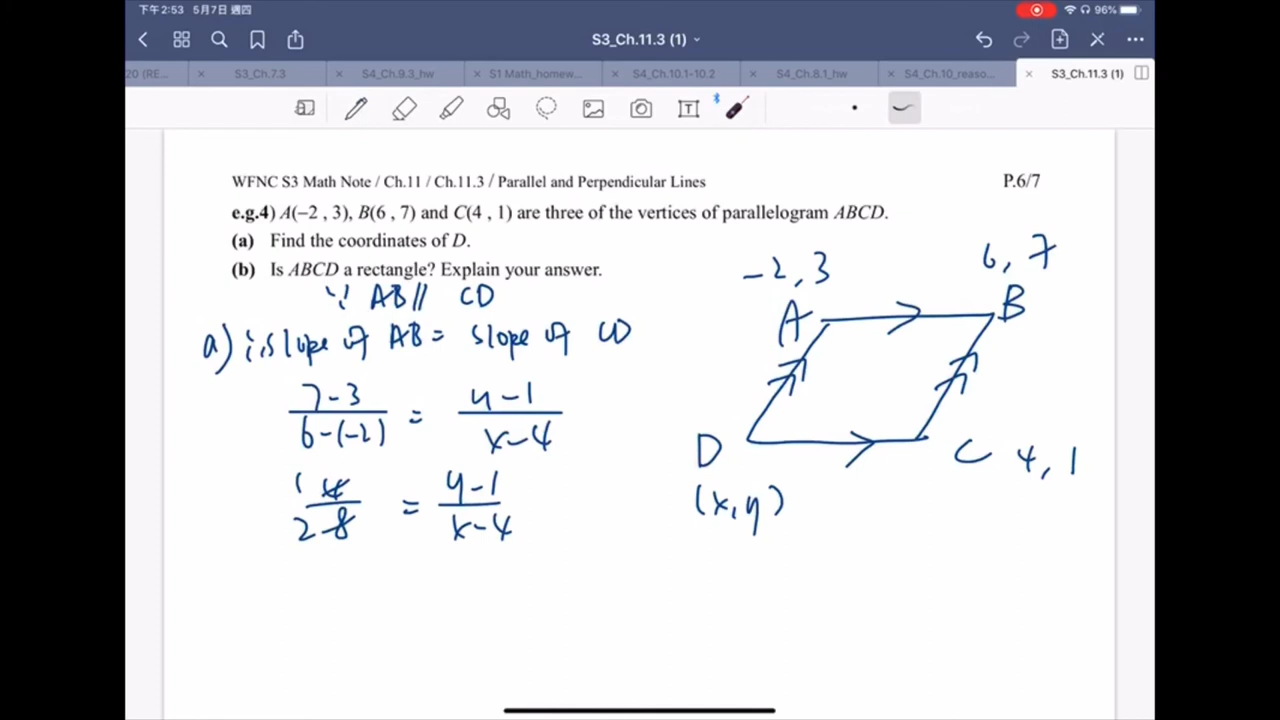 下午2:53 5月7日 週四
96%
S3_Ch.11.3 (1)
20 (RE...
S3_Ch.7.3
S4_Ch.9.3_hw
S1 Math_homew...
S4_Ch.10.1-10.2
S4_Ch.8.1_hw
S4_Ch.10_reaso...
S3_Ch.11.3 (1)
WFNC S3 Math Note / Ch.11 / Ch.11.3 / Parallel and Perpendicular Lines P.6/7
e.g.4) A(−2 , 3), B(6 , 7) and C(4 , 1) are three of the vertices of parallelogram ABCD.
(a) Find the coordinates of D.
(b) Is ABCD a rectangle? Explain your answer.
∵ AB // CD
a) ∴ slope of AB = slope of CD
7-3 / 6-(-2) = y-1 / x-4
1 4 / 2 8 = y-1 / x-4
-2, 3
6, 7
A
B
D
C 4, 1
(x, y)